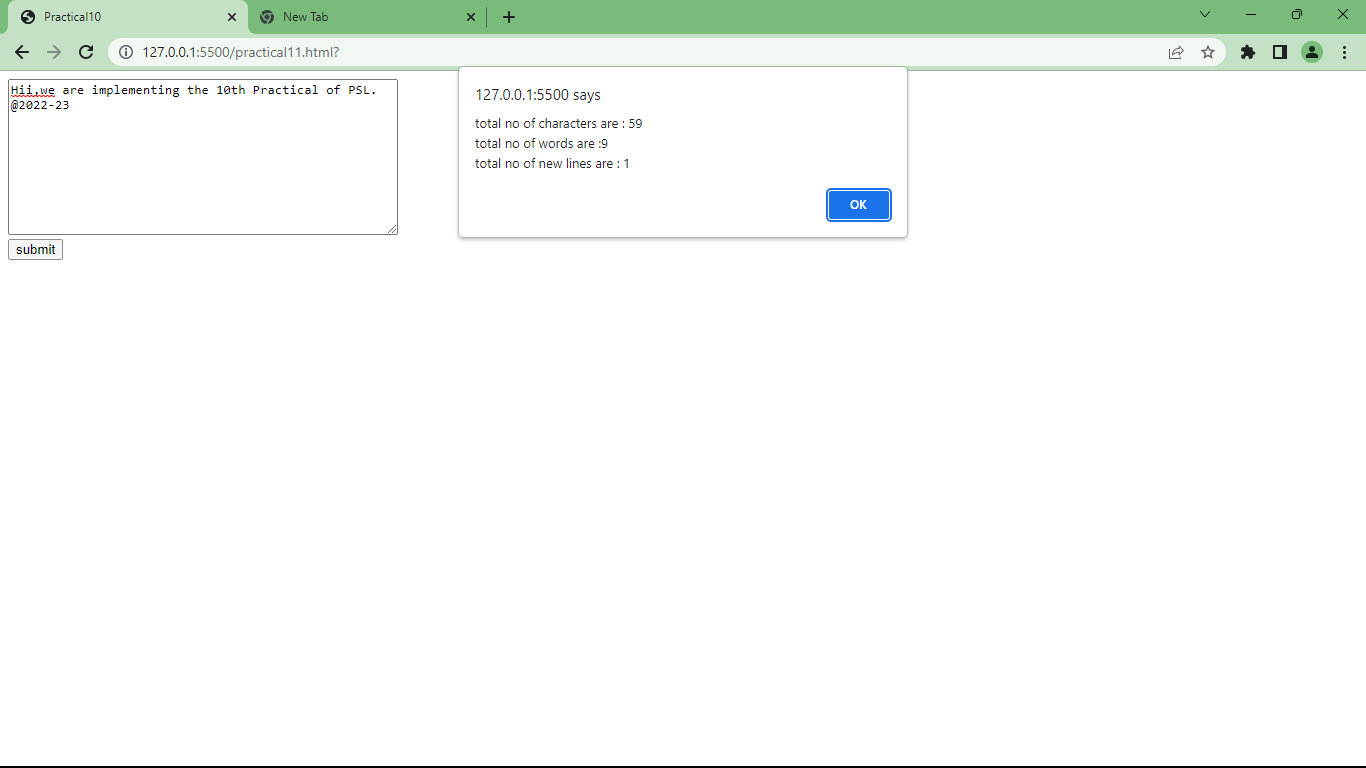 Practical10
New Tab
127.0.0.1:5500/practical11.html?
Hii,we are implementing the 10th Practical of PSL.
@2022-23
submit
127.0.0.1:5500 says
total no of characters are : 59
total no of words are :9
total no of new lines are : 1
OK